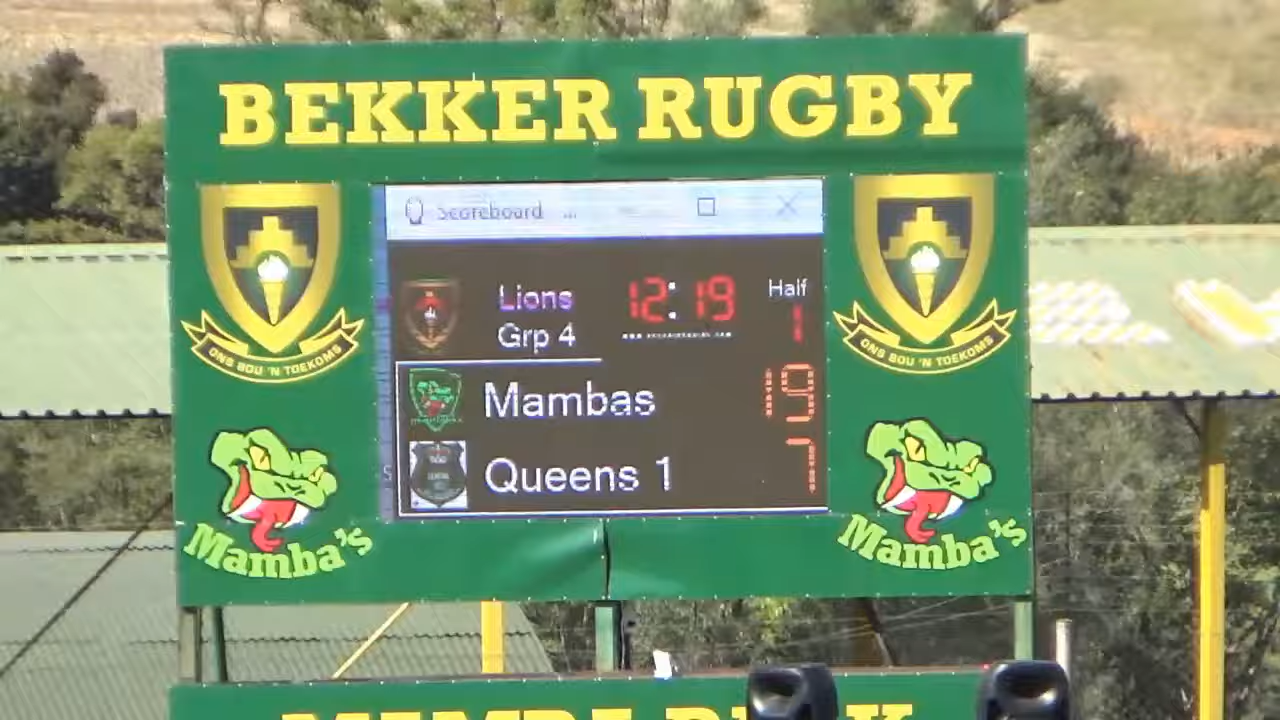 BEKKER RUGBY
Scoreboard ...
Lions
Grp 4
12:19
Half
1
Mambas
19
Queens 1
7
ONS BOU 'N TOEKOMS
ONS BOU 'N TOEKOMS
Mamba's
Mamba's